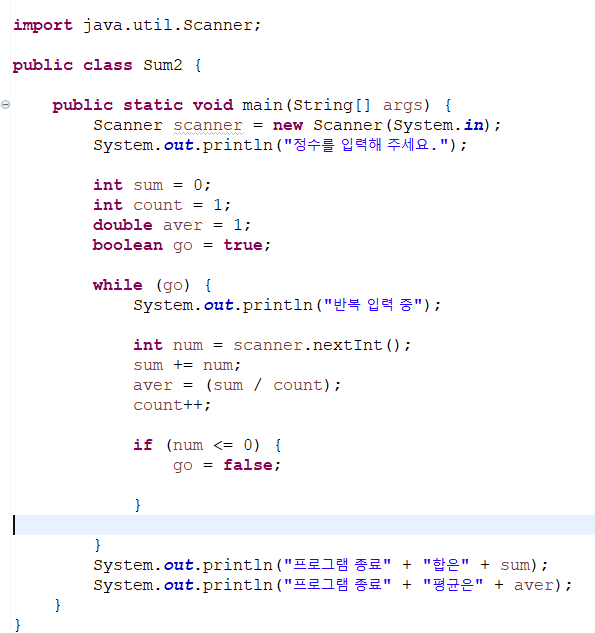 import java.util.Scanner;
public class Sum2 {
public static void main(String[] args) {
Scanner scanner = new Scanner(System.in);
System.out.println("정수를 입력해 주세요.");
int sum = 0;
int count = 1;
double aver = 1;
boolean go = true;
while (go) {
System.out.println("반복 입력 중");
int num = scanner.nextInt();
sum += num;
aver = (sum / count);
count++;
if (num <= 0) {
go = false;
}
}
System.out.println("프로그램 종료" + "합은" + sum);
System.out.println("프로그램 종료" + "평균은" + aver);
}
}